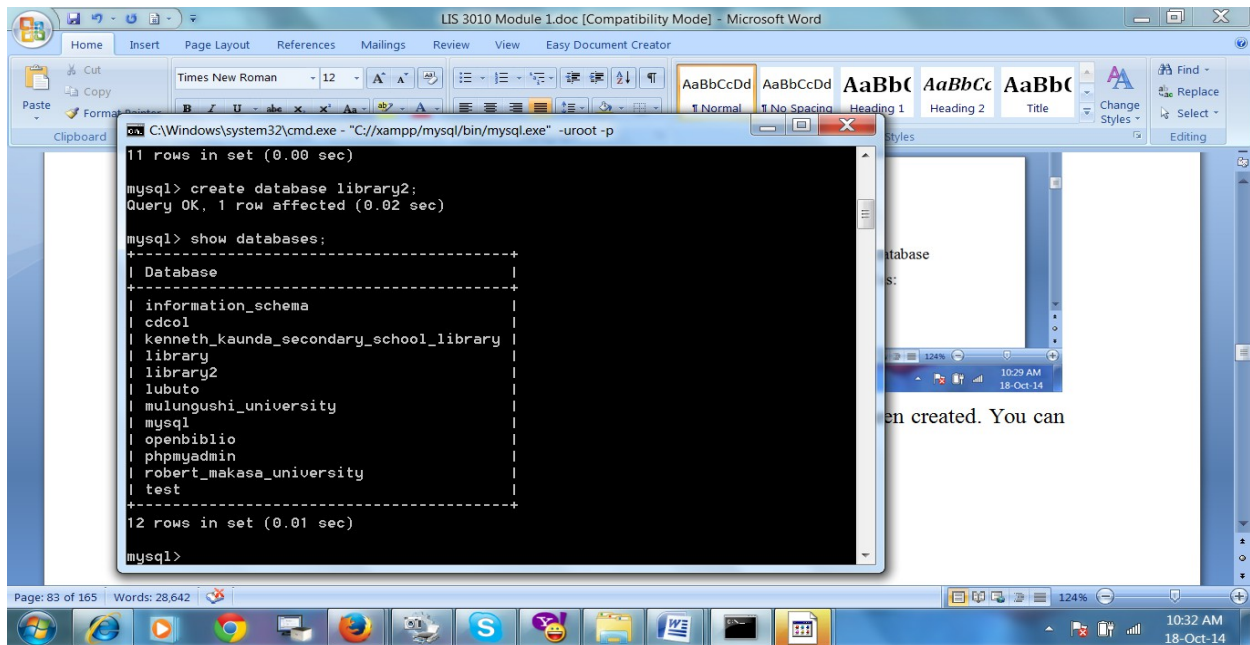 LIS 3010 Module 1.doc [Compatibility Mode] - Microsoft Word
Home Insert Page Layout References Mailings Review View Easy Document Creator
Paste
Cut
Copy
Format Painter
Clipboard
Times New Roman 12
AaBbCcDd AaBbCcDd AaBb( AaBbCc AaBb(
¶ Normal ¶ No Spacing Heading 1 Heading 2 Title
Change Styles
Styles
Find
Replace
Select
Editing
C:\Windows\system32\cmd.exe - "C://xampp/mysql/bin/mysql.exe" -uroot -p
11 rows in set (0.00 sec)
mysql> create database library2;
Query OK, 1 row affected (0.02 sec)
mysql> show databases;
+----------------------------------------+
| Database |
+----------------------------------------+
| information_schema |
| cdcol |
| kenneth_kaunda_secondary_school_library |
| library |
| library2 |
| lubuto |
| mulungushi_university |
| mysql |
| openbiblio |
| phpmyadmin |
| robert_makasa_university |
| test |
+----------------------------------------+
12 rows in set (0.01 sec)
mysql>
tabase
s:
124%
10:29 AM
18-Oct-14
en created. You can
Page: 83 of 165 Words: 28,642
124%
10:32 AM
18-Oct-14